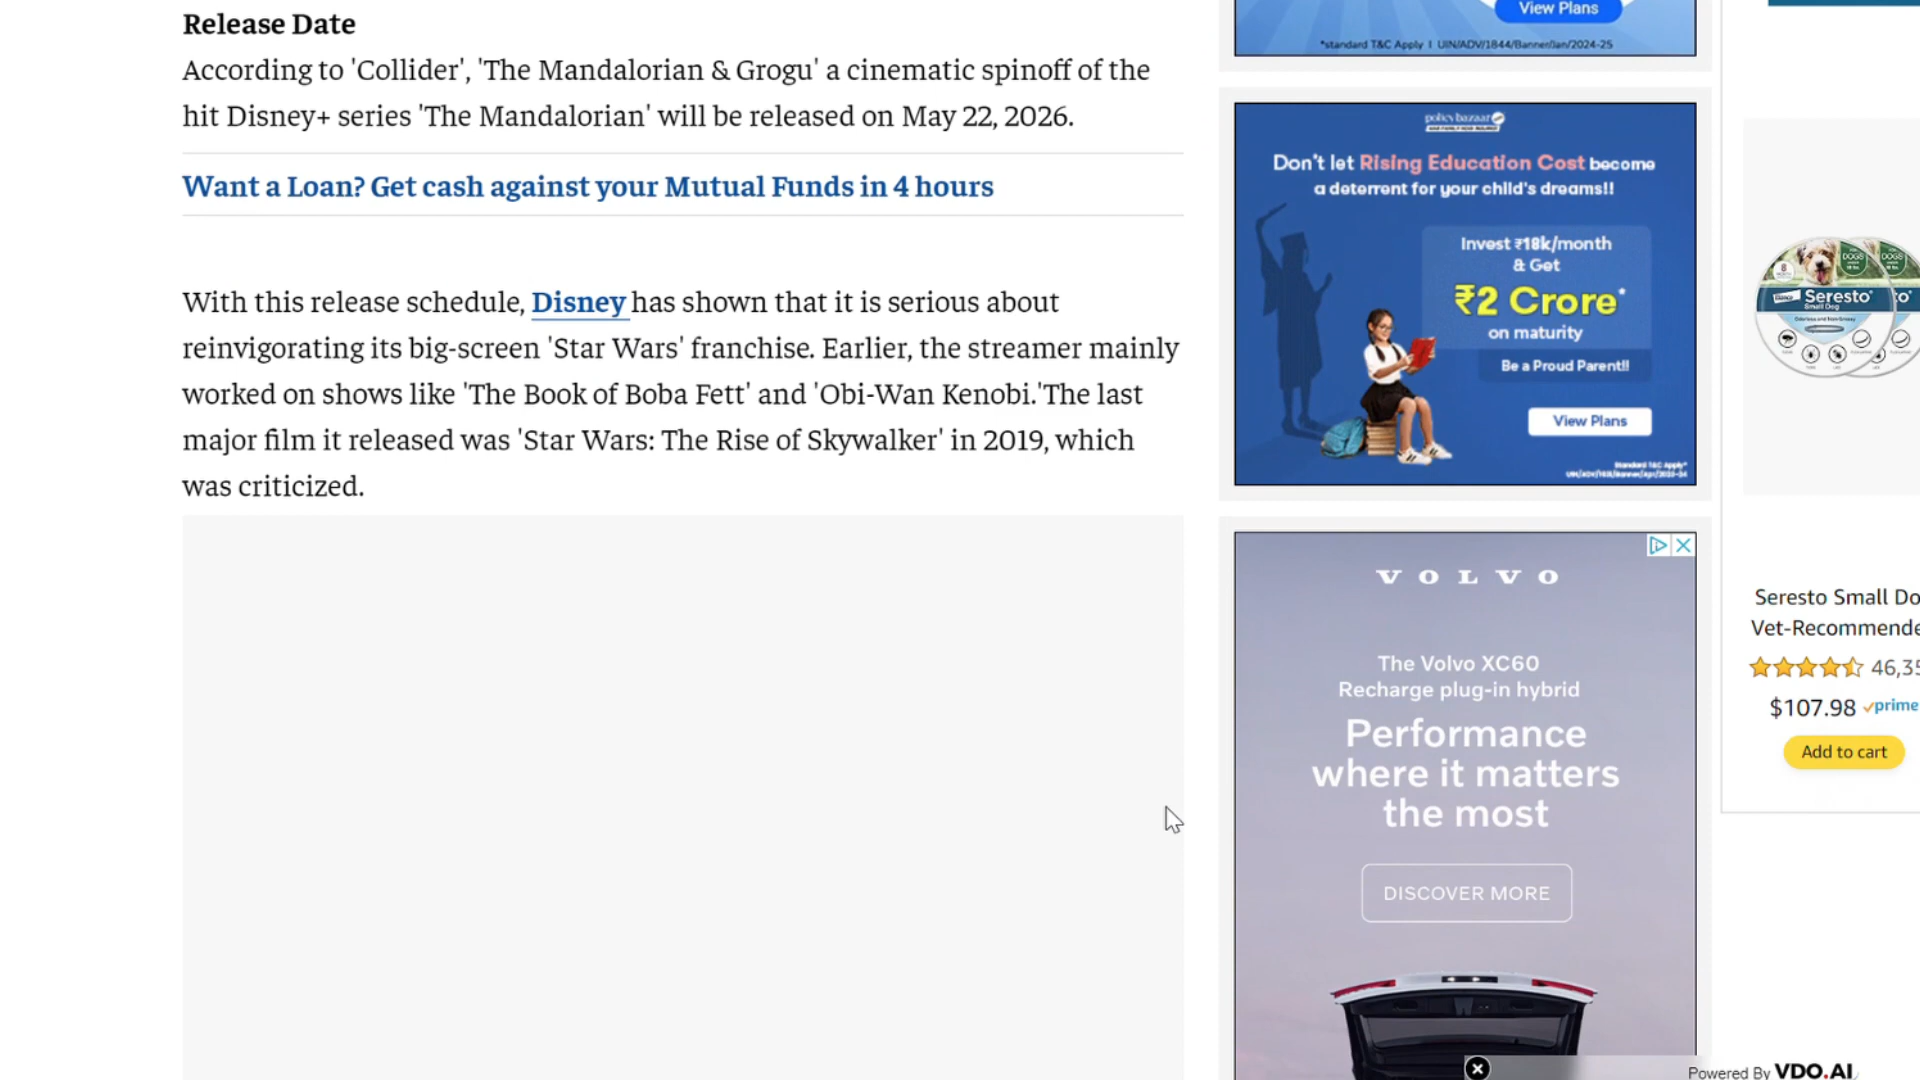 Release Date
According to 'Collider', 'The Mandalorian & Grogu' a cinematic spinoff of the
hit Disney+ series 'The Mandalorian' will be released on May 22, 2026.
Want a Loan? Get cash against your Mutual Funds in 4 hours
With this release schedule, Disney has shown that it is serious about
reinvigorating its big-screen 'Star Wars' franchise. Earlier, the streamer mainly
worked on shows like 'The Book of Boba Fett' and 'Obi-Wan Kenobi.'The last
major film it released was 'Star Wars: The Rise of Skywalker' in 2019, which
was criticized.
View Plans
*standard T&C Apply | UIN/ADV/1844/Banner/Jan/2024-25
policybazaar
Don't let Rising Education Cost become
a deterrent for your child's dreams!!
Invest ₹18k/month
& Get
₹2 Crore*
on maturity
Be a Proud Parent!!
View Plans
Standard T&C Apply*
VOLVO
The Volvo XC60
Recharge plug-in hybrid
Performance
where it matters
the most
DISCOVER MORE
DOGS
DOGS
8
Seresto
Small Dog
Seresto Small Do
Vet-Recommende
46,35
$107.98 prime
Add to cart
Powered By VDO.AI